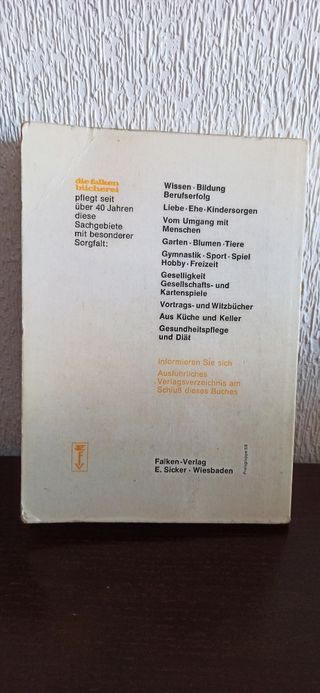 die falken
bücherei
pflegt seit
über 40 Jahren
diese
Sachgebiete
mit besonderer
Sorgfalt:
Wissen · Bildung
Berufserfolg
Liebe · Ehe · Kindersorgen
Vom Umgang mit
Menschen
Garten · Blumen · Tiere
Gymnastik · Sport · Spiel
Hobby · Freizeit
Geselligkeit
Gesellschafts- und
Kartenspiele
Vortrags- und Witzbücher
Aus Küche und Keller
Gesundheitspflege
und Diät
Informieren Sie sich
Ausführliches
Verlagsverzeichnis am
Schluß dieses Buches
Falken-Verlag
E. Sicker · Wiesbaden